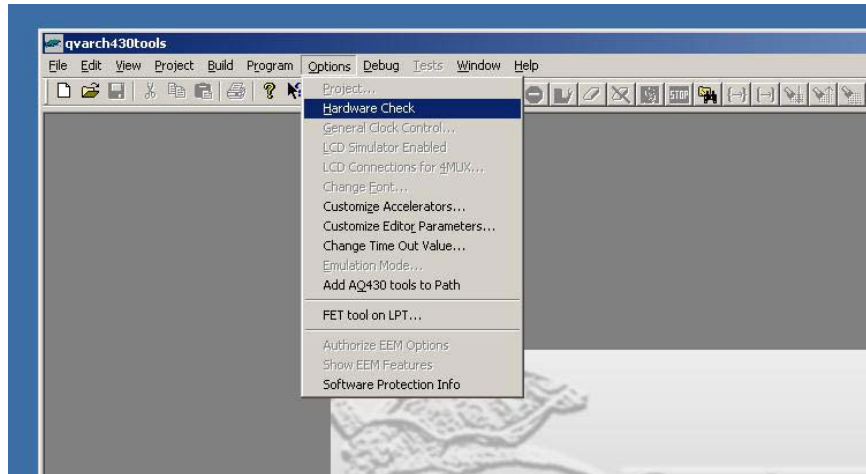 qvarch430tools
File Edit View Project Build Program Options Debug Tests Window Help
Project...
Hardware Check
General Clock Control...
LCD Simulator Enabled
LCD Connections for 4MUX...
Change Font...
Customize Accelerators...
Customize Editor Parameters...
Change Time Out Value...
Emulation Mode...
Add AQ430 tools to Path
FET tool on LPT...
Authorize EEM Options
Show EEM Features
Software Protection Info
STOP